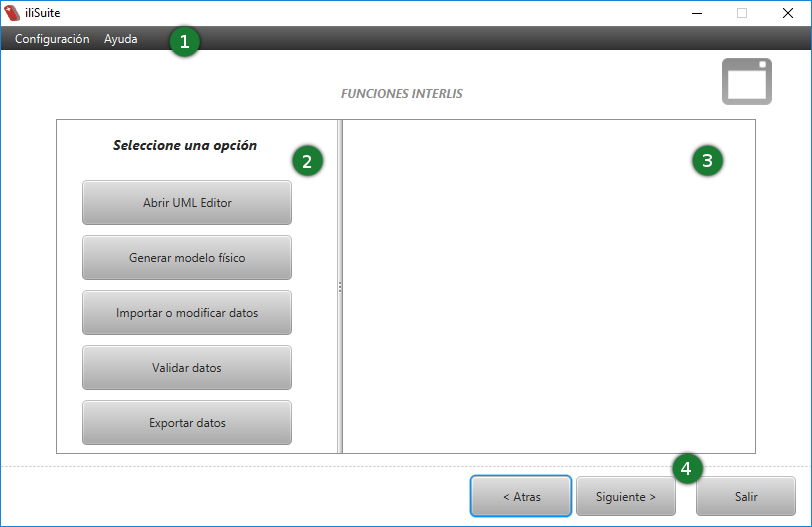 iliSuite
Configuración Ayuda 1
FUNCIONES INTERLIS
Seleccione una opción 2
3
Abrir UML Editor
Generar modelo físico
Importar o modificar datos
Validar datos
Exportar datos
4
< Atras Siguiente > Salir